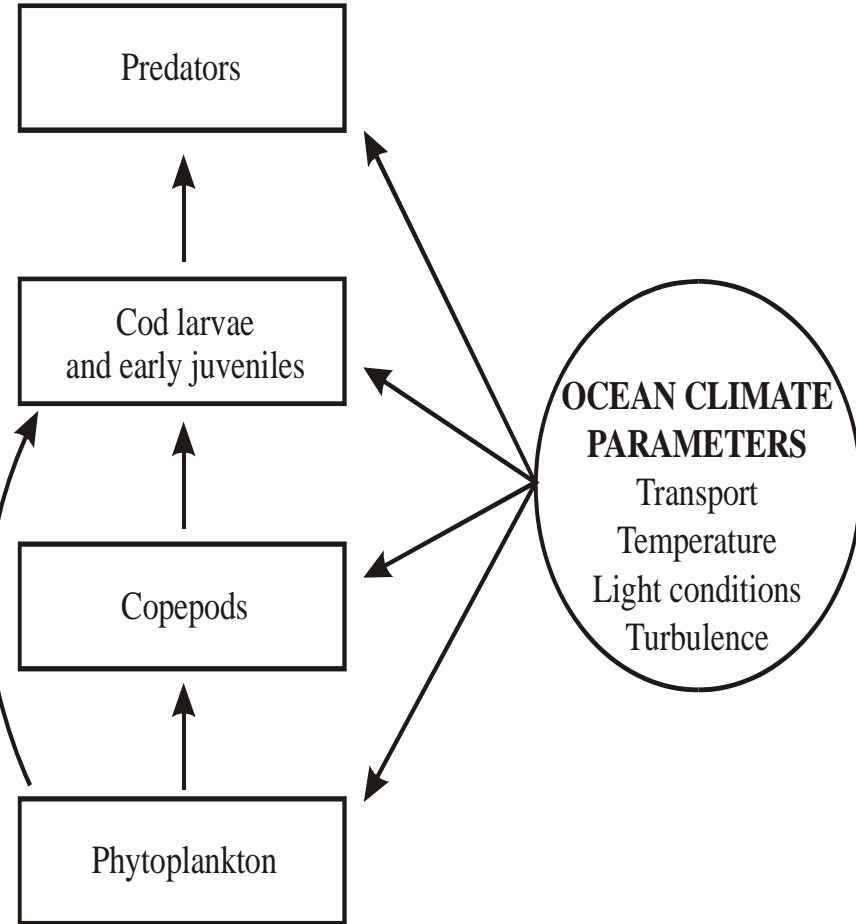 Predators
Cod larvae
and early juveniles
Copepods
Phytoplankton
OCEAN CLIMATE
PARAMETERS
Transport
Temperature
Light conditions
Turbulence